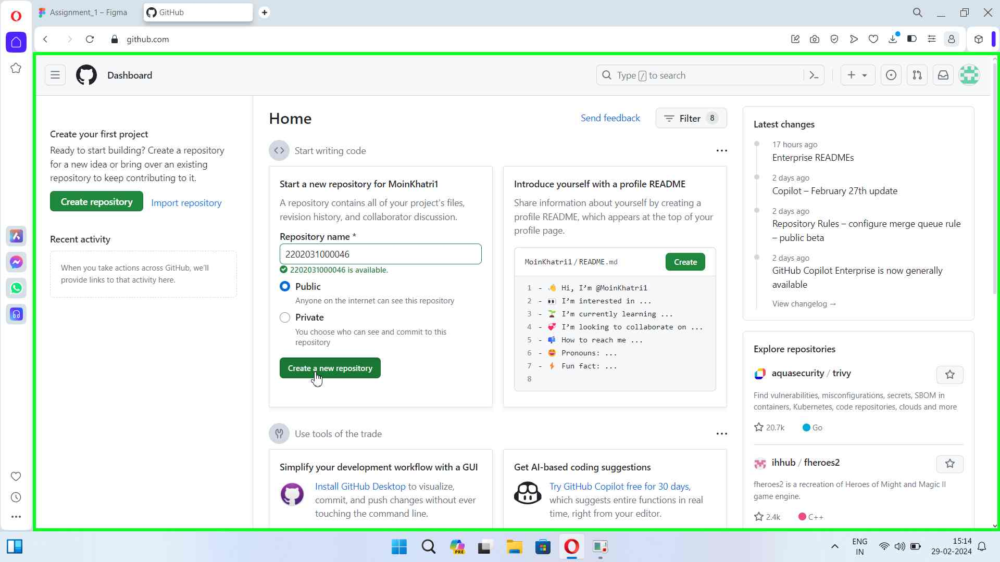 Assignment_1 – Figma
GitHub
github.com
Dashboard
Type / to search
Create your first project
Ready to start building? Create a repository
for a new idea or bring over an existing
repository to keep contributing to it.
Create repository
Import repository
Recent activity
When you take actions across GitHub, we'll
provide links to that activity here.
Home
Send feedback
Filter 8
Start writing code
Start a new repository for MoinKhatri1
A repository contains all of your project's files,
revision history, and collaborator discussion.
Repository name *
2202031000046
2202031000046 is available.
Public
Anyone on the internet can see this repository
Private
You choose who can see and commit to this
repository
Create a new repository
Introduce yourself with a profile README
Share information about yourself by creating a
profile README, which appears at the top of your
profile page.
MoinKhatri1 / README.md
Create
1 - 👋 Hi, I'm @MoinKhatri1
2 - 👀 I'm interested in ...
3 - 🌱 I'm currently learning ...
4 - 💞️ I'm looking to collaborate on ...
5 - 📫 How to reach me ...
6 - 😄 Pronouns: ...
7 - ⚡ Fun fact: ...
8
Use tools of the trade
Simplify your development workflow with a GUI
Install GitHub Desktop to visualize,
commit, and push changes without ever
touching the command line.
Get AI-based coding suggestions
Try GitHub Copilot free for 30 days,
which suggests entire functions in real
time, right from your editor.
Latest changes
17 hours ago
Enterprise READMEs
2 days ago
Copilot – February 27th update
2 days ago
Repository Rules – configure merge queue rule
– public beta
2 days ago
GitHub Copilot Enterprise is now generally
available
View changelog →
Explore repositories
aquasecurity / trivy
Find vulnerabilities, misconfigurations, secrets, SBOM in
containers, Kubernetes, code repositories, clouds and more
20.7k
Go
ihhub / fheroes2
fheroes2 is a recreation of Heroes of Might and Magic II
game engine.
2.4k
C++
PRE
ENG
IN
15:14
29-02-2024